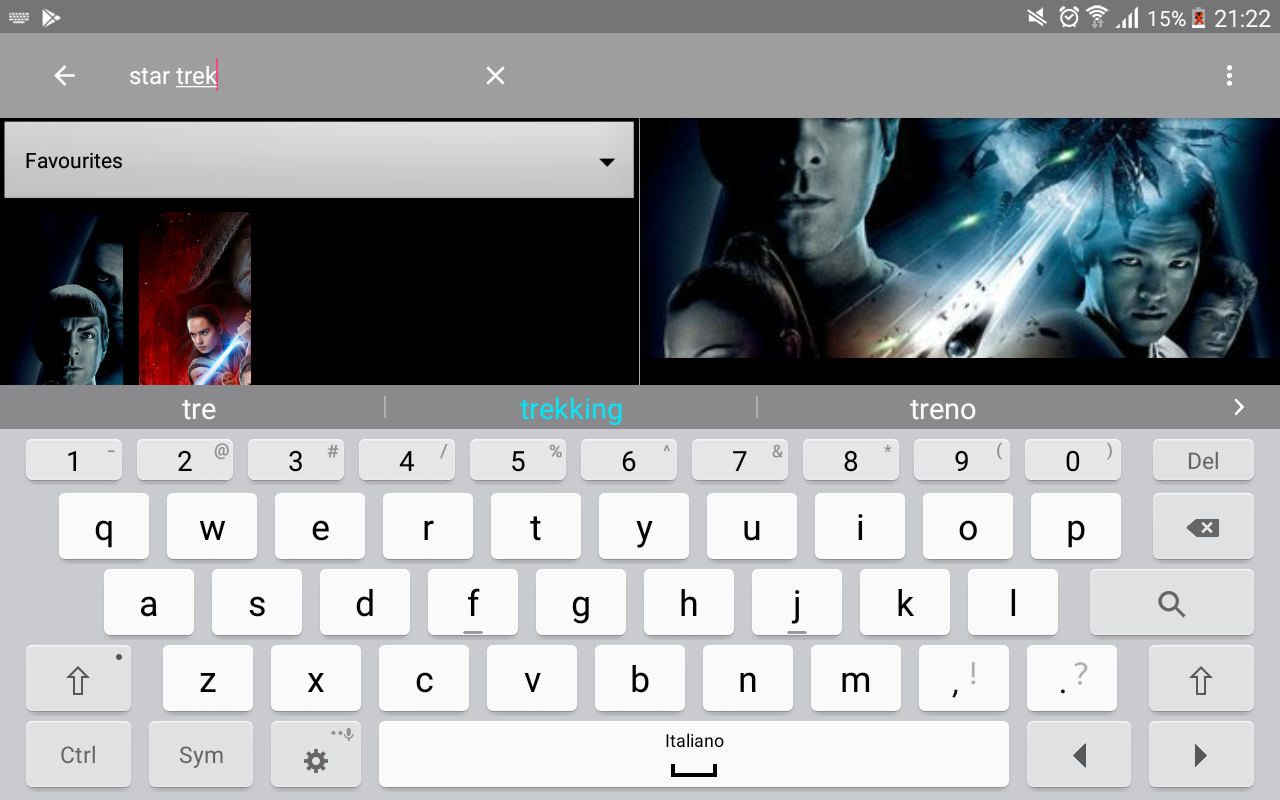 15% 21:22
star trek
Favourites
tre trekking treno
1 - 2 @ 3 # 4 / 5 % 6 ^ 7 & 8 * 9 ( 0 ) Del
q w e r t y u i o p
a s d f g h j k l
z x c v b n m , ! . ?
Ctrl Sym Italiano